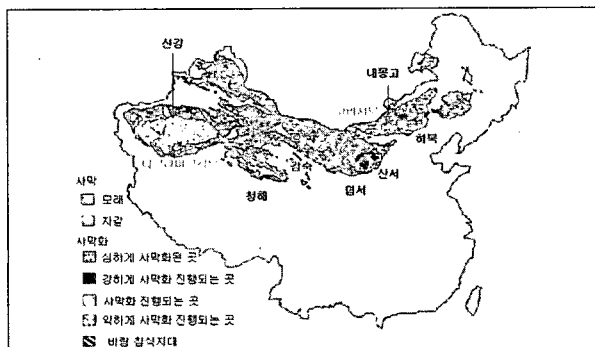 신강
내몽고
하북
산서
감숙
청해
섬서
사막
모래
자갈
사막화
심하게 사막화된 곳
강하게 사막화 진행되는 곳
사막화 진행되는 곳
약하게 사막화 진행되는 곳
바람 침식지대